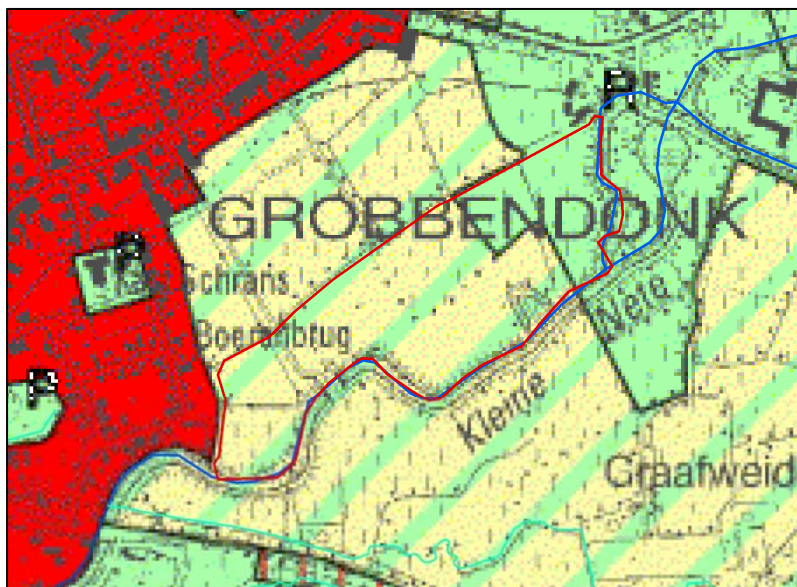 P
GROBBENDONK
P
Schrans
Boerenbrug
Nete
P
Kleine
Graafweid